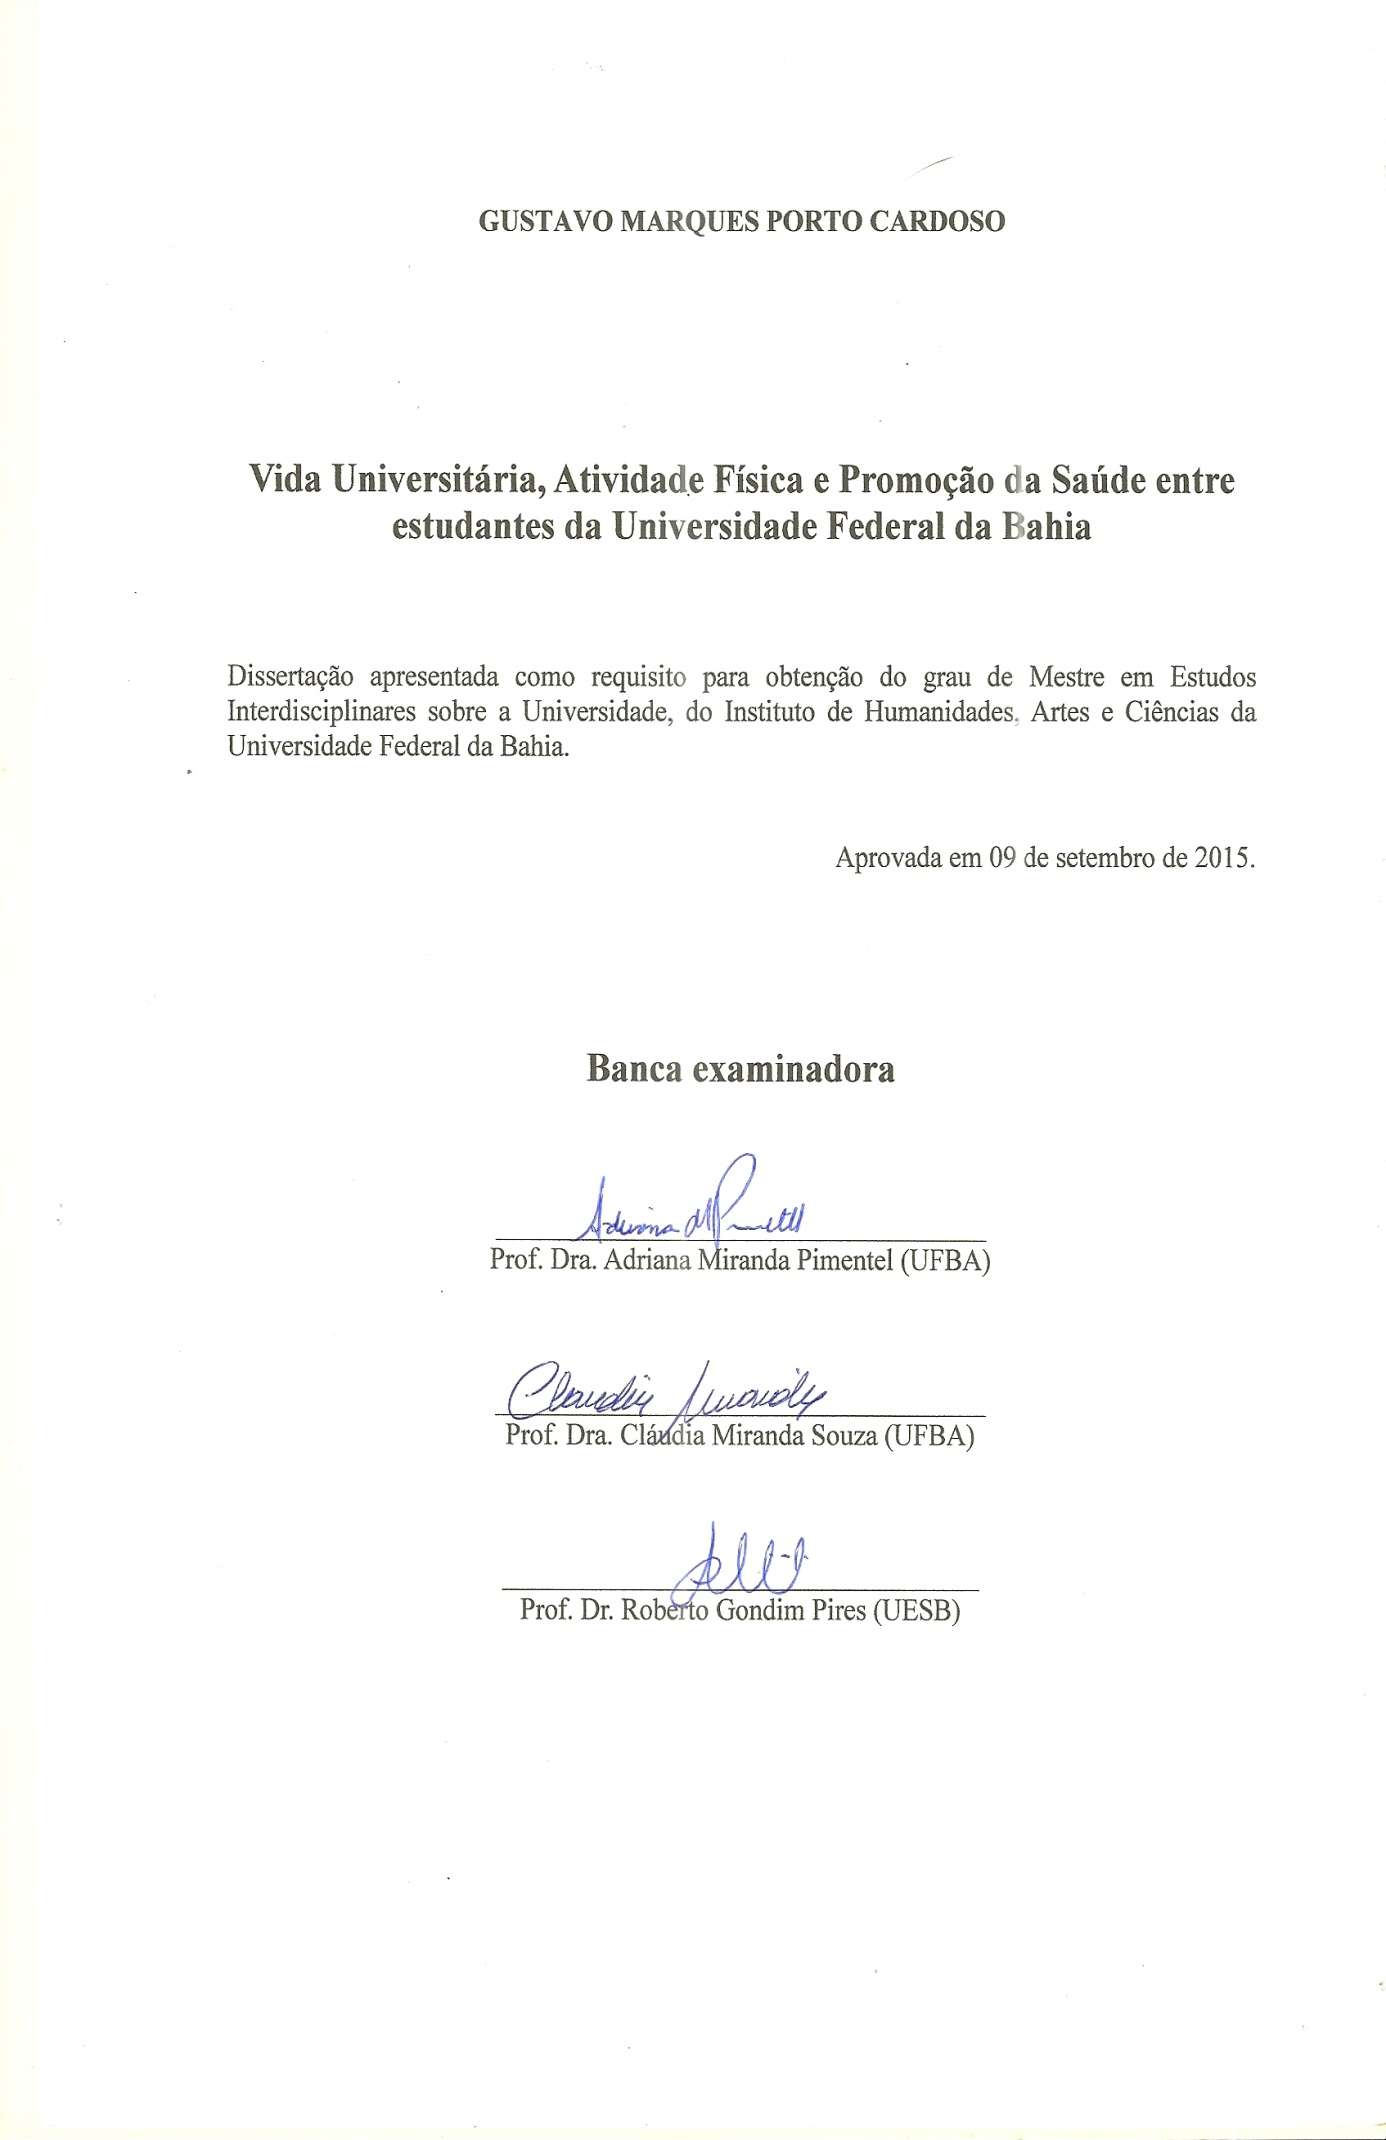 GUSTAVO MARQUES PORTO CARDOSO
Vida Universitária, Atividade Física e Promoção da Saúde entre
estudantes da Universidade Federal da Bahia
Dissertação apresentada como requisito para obtenção do grau de Mestre em Estudos
Interdisciplinares sobre a Universidade, do Instituto de Humanidades, Artes e Ciências da
Universidade Federal da Bahia.
Aprovada em 09 de setembro de 2015.
Banca examinadora
Prof. Dra. Adriana Miranda Pimentel (UFBA)
Prof. Dra. Cláudia Miranda Souza (UFBA)
Prof. Dr. Roberto Gondim Pires (UESB)